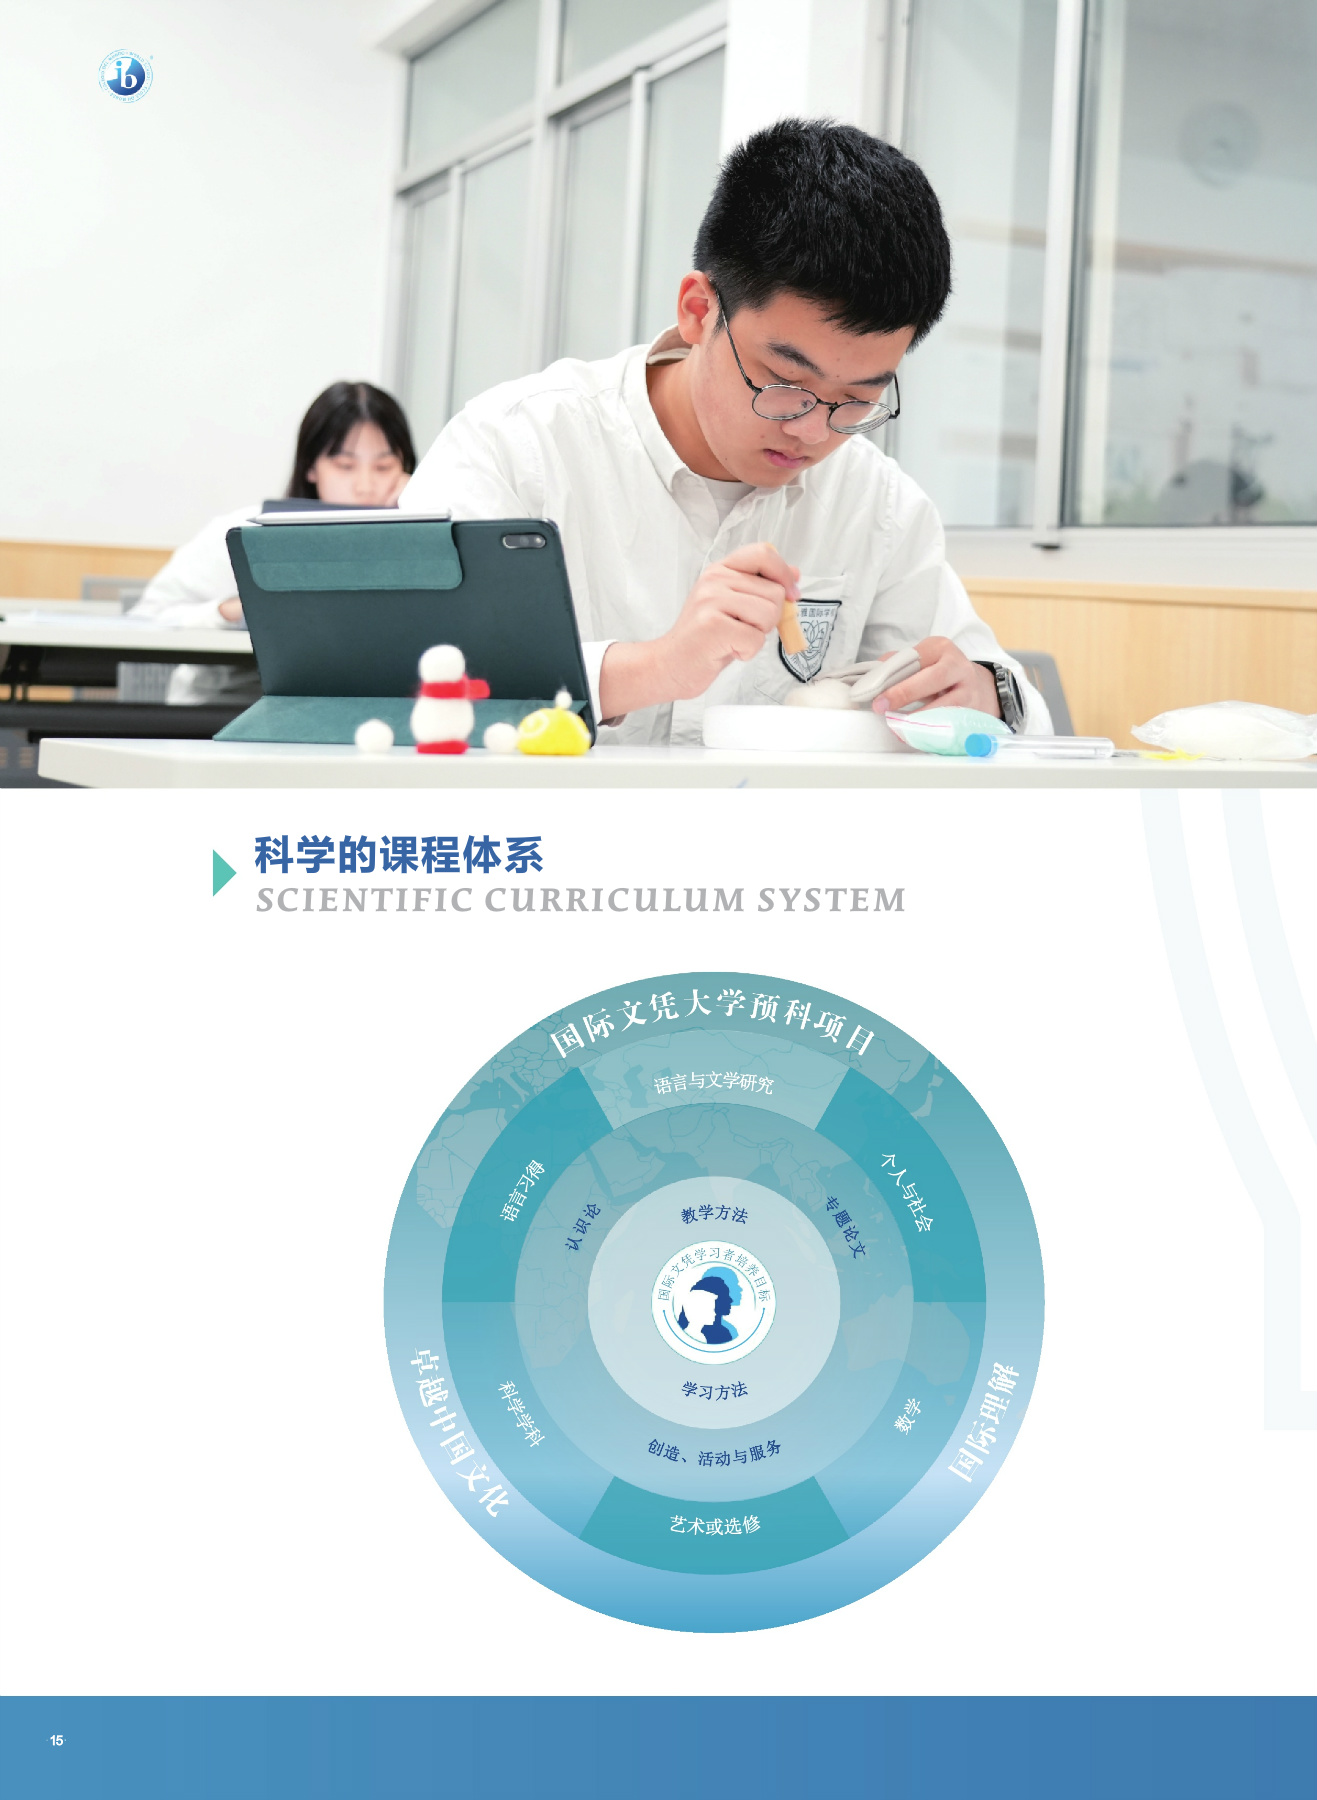 ib
雅国际学
科学的课程体系
SCIENTIFIC CURRICULUM SYSTEM
国际文凭大学预科项目
语言与文学研究
语言习得
个人与社会
认识论
专题论文
教学方法
国际文凭学习者培养目标
学习方法
创造、活动与服务
科学学科
数学
艺术或选修
卓越中国文化
国际理解
15